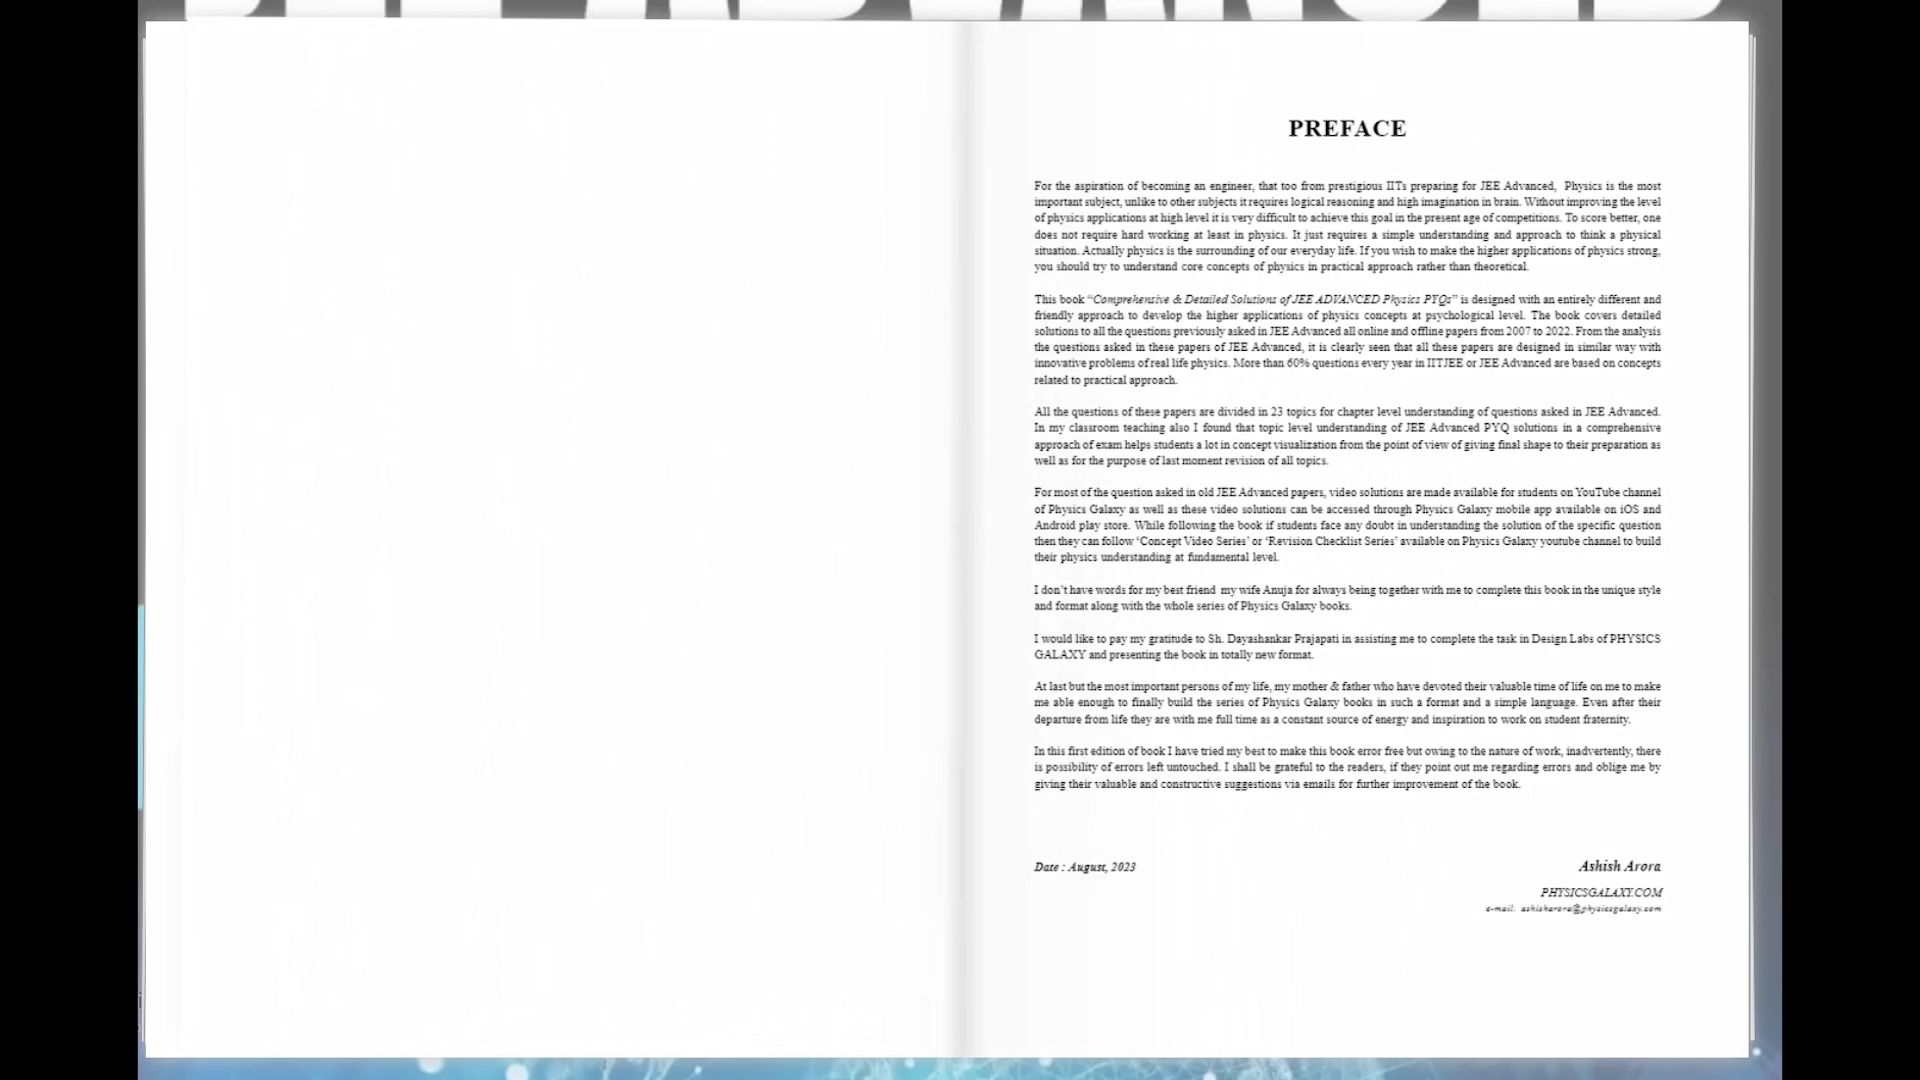 JEE ADVANCED
PREFACE
For the aspiration of becoming an engineer, that too from prestigious IITs preparing for JEE Advanced, Physics is the most
important subject, unlike to other subjects it requires logical reasoning and high imagination in brain. Without improving the level
of physics applications at high level it is very difficult to achieve this goal in the present age of competitions. To score better, one
does not require hard working at least in physics. It just requires a simple understanding and approach to think a physical
situation. Actually physics is the surrounding of our everyday life. If you wish to make the higher applications of physics strong,
you should try to understand core concepts of physics in practical approach rather than theoretical.
This book “Comprehensive & Detailed Solutions of JEE ADVANCED Physics PYQs” is designed with an entirely different and
friendly approach to develop the higher applications of physics concepts at psychological level. The book covers detailed
solutions to all the questions previously asked in JEE Advanced all online and offline papers from 2007 to 2022. From the analysis
the questions asked in these papers of JEE Advanced, it is clearly seen that all these papers are designed in similar way with
innovative problems of real life physics. More than 60% questions every year in IITJEE or JEE Advanced are based on concepts
related to practical approach.
All the questions of these papers are divided in 23 topics for chapter level understanding of questions asked in JEE Advanced.
In my classroom teaching also I found that topic level understanding of JEE Advanced PYQ solutions in a comprehensive
approach of exam helps students a lot in concept visualization from the point of view of giving final shape to their preparation as
well as for the purpose of last moment revision of all topics.
For most of the question asked in old JEE Advanced papers, video solutions are made available for students on YouTube channel
of Physics Galaxy as well as these video solutions can be accessed through Physics Galaxy mobile app available on iOS and
Android play store. While following the book if students face any doubt in understanding the solution of the specific question
then they can follow ‘Concept Video Series’ or ‘Revision Checklist Series’ available on Physics Galaxy youtube channel to build
their physics understanding at fundamental level.
I don’t have words for my best friend my wife Anuja for always being together with me to complete this book in the unique style
and format along with the whole series of Physics Galaxy books.
I would like to pay my gratitude to Sh. Dayashankar Prajapati in assisting me to complete the task in Design Labs of PHYSICS
GALAXY and presenting the book in totally new format.
At last but the most important persons of my life, my mother & father who have devoted their valuable time of life on me to make
me able enough to finally build the series of Physics Galaxy books in such a format and a simple language. Even after their
departure from life they are with me full time as a constant source of energy and inspiration to work on student fraternity.
In this first edition of book I have tried my best to make this book error free but owing to the nature of work, inadvertently, there
is possibility of errors left untouched. I shall be grateful to the readers, if they point out me regarding errors and oblige me by
giving their valuable and constructive suggestions via emails for further improvement of the book.
Date : August, 2023
Ashish Arora
PHYSICSGALAXY.COM
e-mail: ashisharora@physicsgalaxy.com